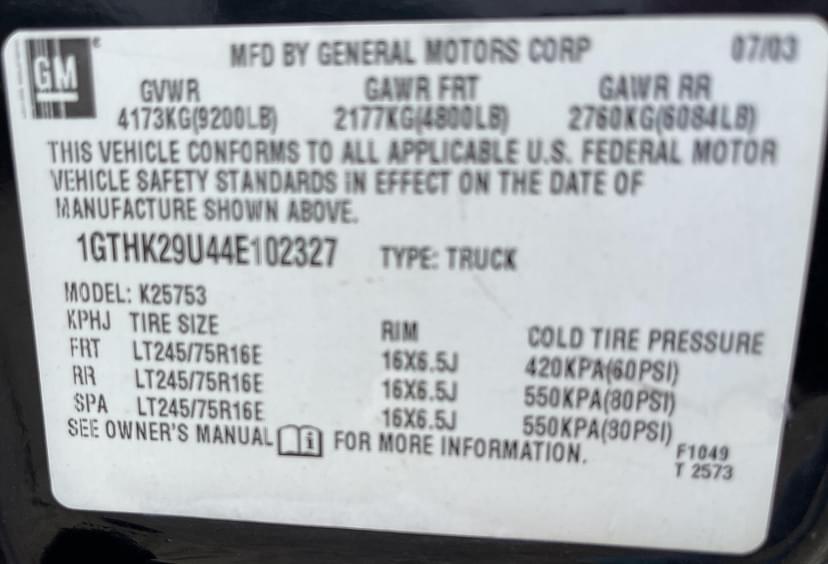 GM MFD BY GENERAL MOTORS CORP 07/03
GVWR GAWR FRT GAWR RR
4173KG(9200LB) 2177KG(4800LB) 2760KG(6084LB)
THIS VEHICLE CONFORMS TO ALL APPLICABLE U.S. FEDERAL MOTOR
VEHICLE SAFETY STANDARDS IN EFFECT ON THE DATE OF
MANUFACTURE SHOWN ABOVE.
1GTHK29U44E102327 TYPE: TRUCK
MODEL: K25753
KPHJ TIRE SIZE RIM COLD TIRE PRESSURE
FRT LT245/75R16E 16X6.5J 420KPA(60PSI)
RR LT245/75R16E 16X6.5J 550KPA(80PSI)
SPA LT245/75R16E 16X6.5J 550KPA(80PSI)
SEE OWNER'S MANUAL i FOR MORE INFORMATION.
F1049
T 2573